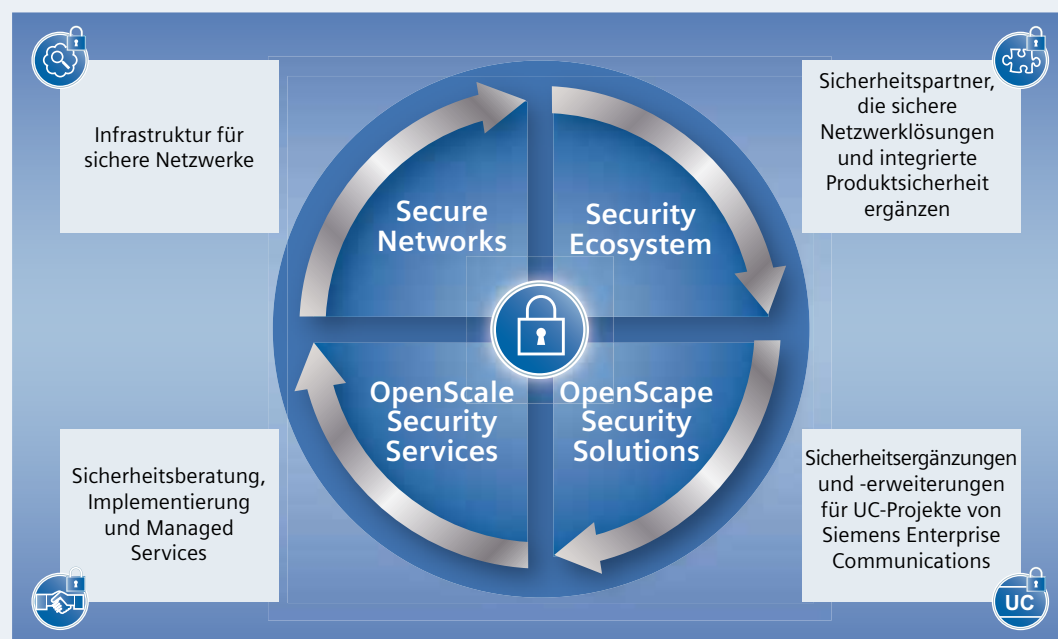 Infrastruktur für
sichere Netzwerke
Sicherheitspartner,
die sichere
Netzwerklösungen
und integrierte
Produktsicherheit
ergänzen
Secure
Networks
Security
Ecosystem
OpenScale
Security
Services
OpenScape
Security
Solutions
Sicherheitsberatung,
Implementierung
und Managed
Services
Sicherheitsergänzungen
und -erweiterungen
für UC-Projekte von
Siemens Enterprise
Communications
UC